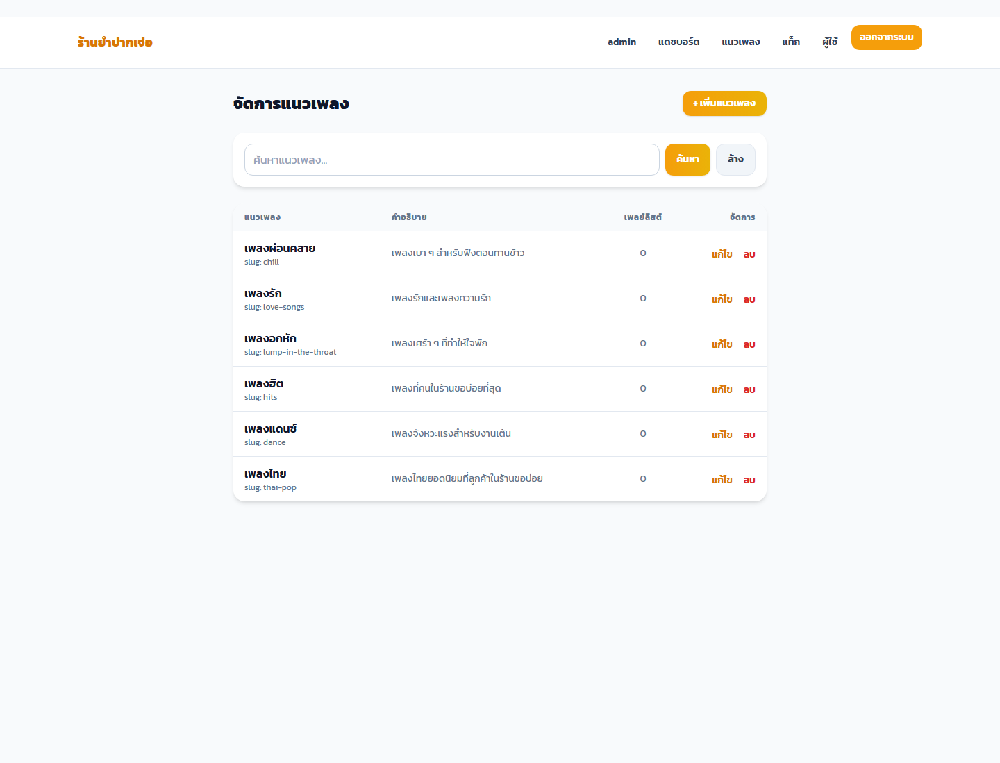 ร้านยำปากเจ่อ
admin แดชบอร์ด แนวเพลง แท็ก ผู้ใช้ ออกจากระบบ
จัดการแนวเพลง
+ เพิ่มแนวเพลง
ค้นหาแนวเพลง... ค้นหา ล้าง
แนวเพลง คำอธิบาย เพลย์ลิสต์ จัดการ
เพลงผ่อนคลาย
slug: chill
เพลงเบา ๆ สำหรับฟังตอนทานข้าว 0 แก้ไข ลบ
เพลงรัก
slug: love-songs
เพลงรักและเพลงความรัก 0 แก้ไข ลบ
เพลงอกหัก
slug: lump-in-the-throat
เพลงเศร้า ๆ ที่ทำให้ใจพัก 0 แก้ไข ลบ
เพลงฮิต
slug: hits
เพลงที่คนในร้านขอบ่อยที่สุด 0 แก้ไข ลบ
เพลงแดนซ์
slug: dance
เพลงจังหวะแรงสำหรับงานเต้น 0 แก้ไข ลบ
เพลงไทย
slug: thai-pop
เพลงไทยยอดนิยมที่ลูกค้าในร้านขอบ่อย 0 แก้ไข ลบ